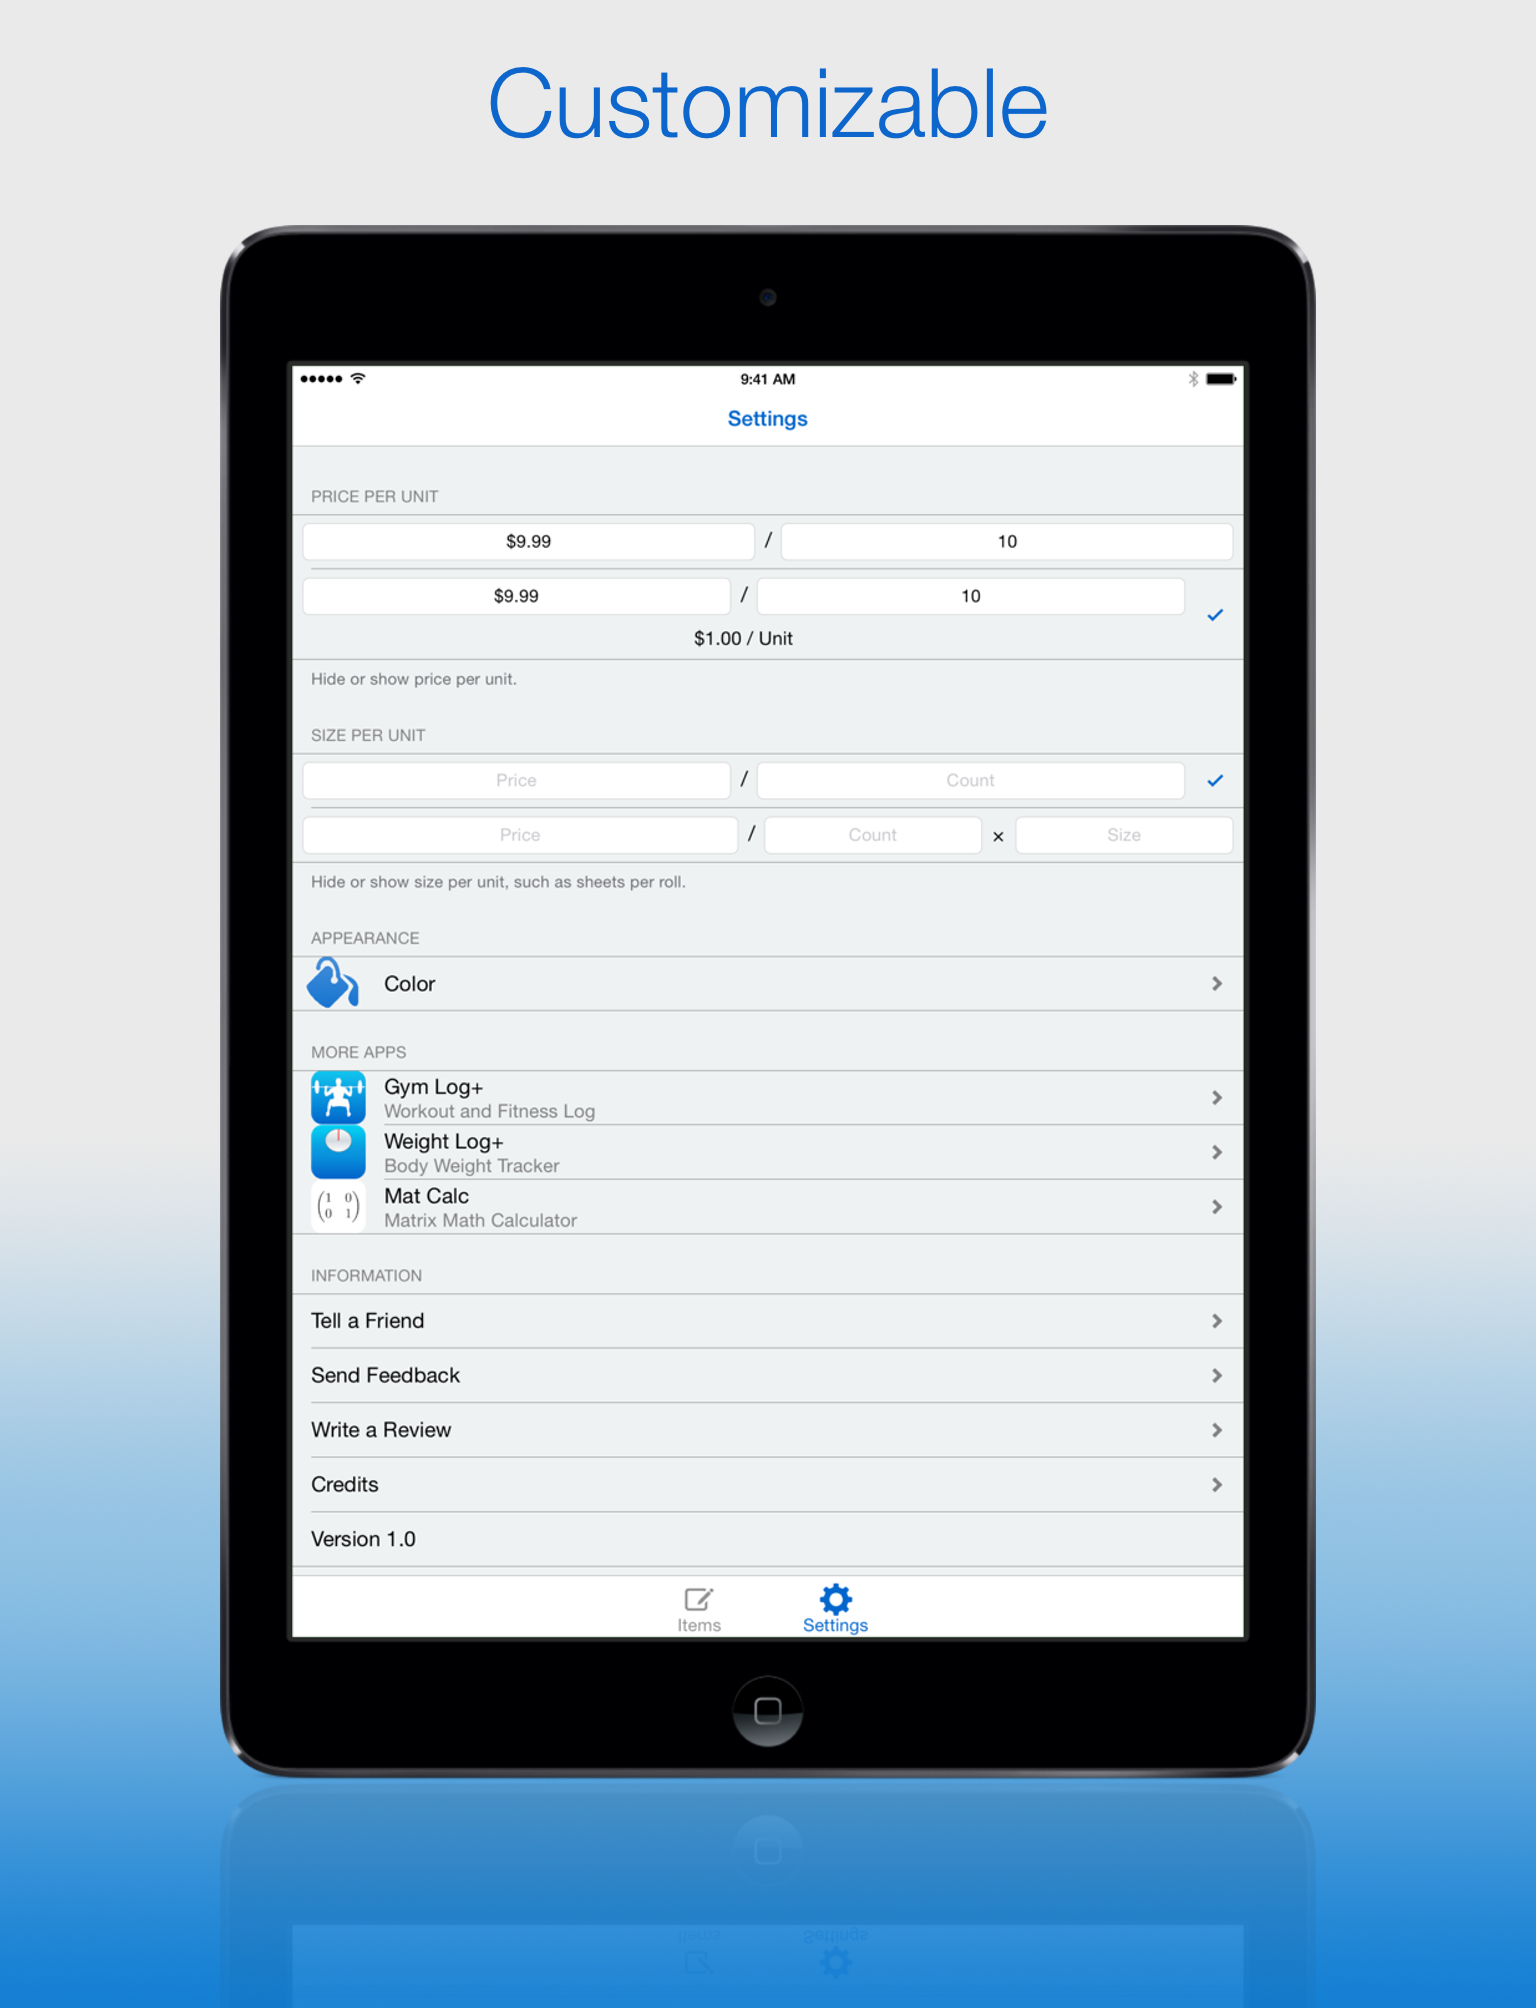 Customizable
9:41 AM
Settings
PRICE PER UNIT
$9.99 / 10
$9.99 / 10
$1.00 / Unit
Hide or show price per unit.
SIZE PER UNIT
Price / Count
Price / Count × Size
Hide or show size per unit, such as sheets per roll.
APPEARANCE
Color
MORE APPS
Gym Log+
Workout and Fitness Log
Weight Log+
Body Weight Tracker
(1 0
0 1)
Mat Calc
Matrix Math Calculator
INFORMATION
Tell a Friend
Send Feedback
Write a Review
Credits
Version 1.0
Items Settings